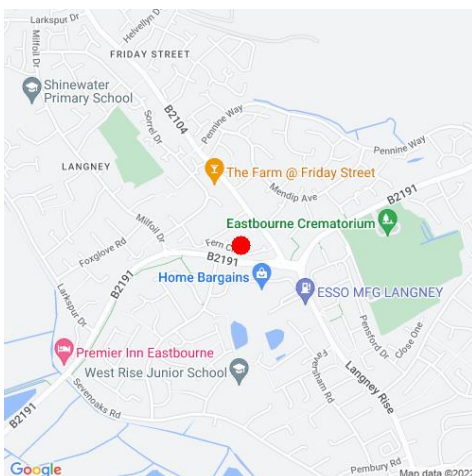 Larkspur Dr
Milfoil Dr
Helvellyn Dr
FRIDAY STREET
Shinewater
Primary School
Sorrel Dr
B2104
Pennine Way
Pennine Way
LANGNEY
The Farm @ Friday Street
Mendip Ave
B2191
Eastbourne Crematorium
Milfoil Dr
Foxglove Rd
Fern
B2191
Home Bargains
B2191
ESSO MFG LANGNEY
Larkspur Dr
Pensford Dr
Close One
Premier Inn Eastbourne
West Rise Junior School
Faversham Rd
Langney Rise
Sevenoaks Rd
B2191
Pembury Rd
Google
Map data ©202